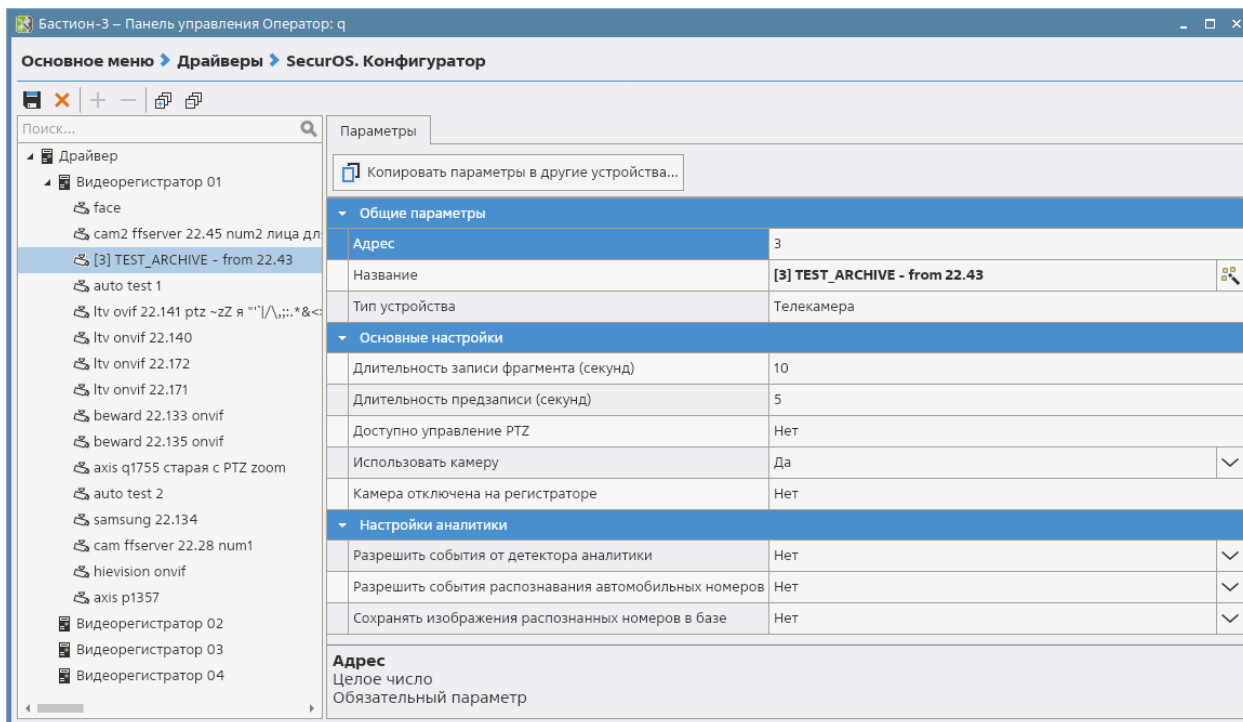 Бастион-3 – Панель управления Оператор: q
Основное меню Драйверы SecurOS. Конфигуратор
Поиск...
Драйвер
Видеорегистратор 01
face
cam2 ffserver 22.45 num2 лица дл
[3] TEST_ARCHIVE - from 22.43
auto test 1
ltv ovif 22.141 ptz ~zZ я "'`|/\,;:.*&<>
ltv onvif 22.140
ltv onvif 22.172
ltv onvif 22.171
beward 22.133 onvif
beward 22.135 onvif
axis q1755 старая с PTZ zoom
auto test 2
samsung 22.134
cam ffserver 22.28 num1
hievision onvif
axis p1357
Видеорегистратор 02
Видеорегистратор 03
Видеорегистратор 04
Параметры
Копировать параметры в другие устройства...
Общие параметры
Адрес 3
Название [3] TEST_ARCHIVE - from 22.43
Тип устройства Телекамера
Основные настройки
Длительность записи фрагмента (секунд) 10
Длительность предзаписи (секунд) 5
Доступно управление PTZ Нет
Использовать камеру Да
Камера отключена на регистраторе Нет
Настройки аналитики
Разрешить события от детектора аналитики Нет
Разрешить события распознавания автомобильных номеров Нет
Сохранять изображения распознанных номеров в базе Нет
Адрес
Целое число
Обязательный параметр